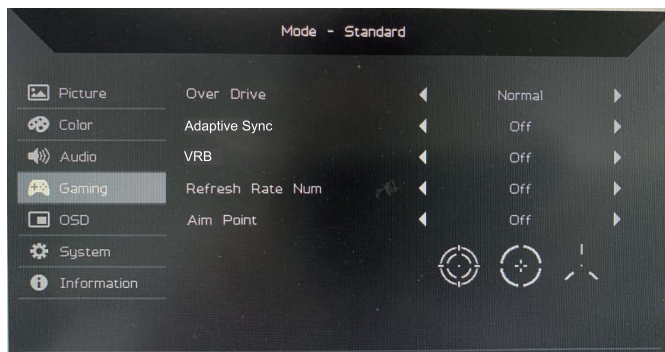 Mode - Standard
Picture
Over Drive Normal
Color
Adaptive Sync Off
Audio
VRB Off
Gaming
Refresh Rate Num Off
OSD
Aim Point Off
System
Information